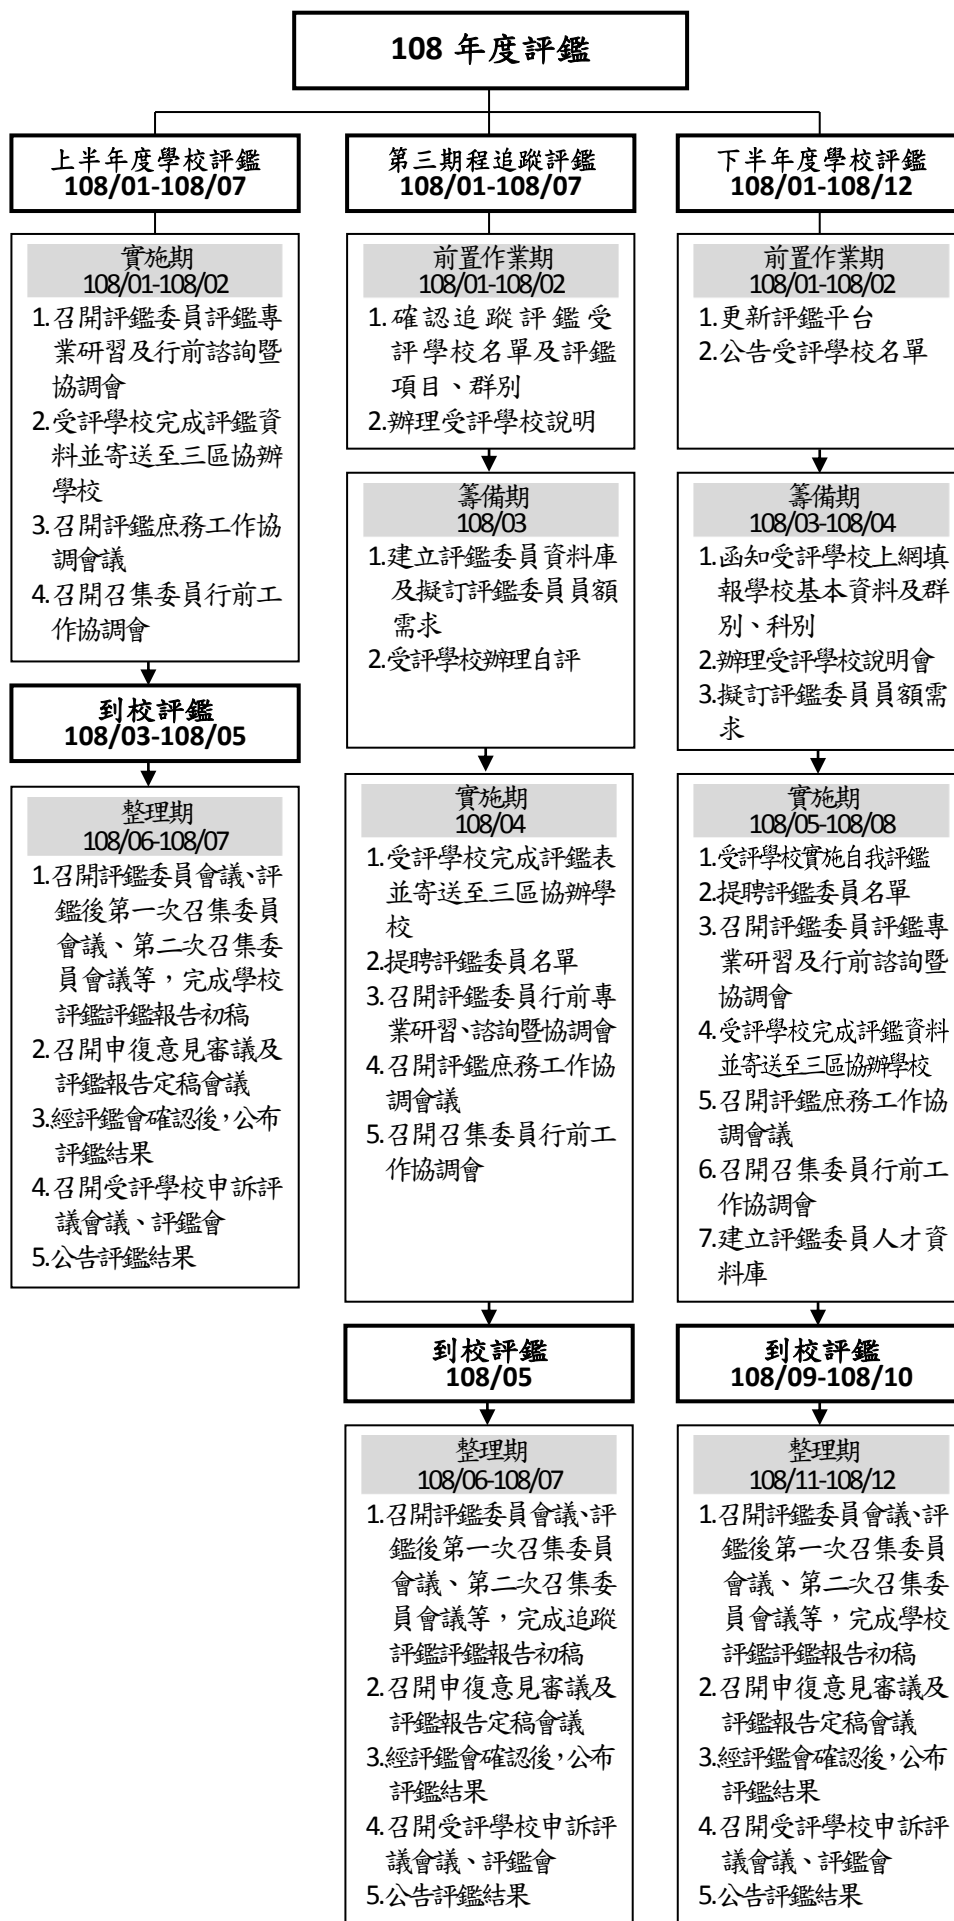 108 年度評鑑
上半年度學校評鑑
108/01-108/07
第三期程追蹤評鑑
108/01-108/07
下半年度學校評鑑
108/01-108/12
實施期
108/01-108/02
1.召開評鑑委員評鑑專
業研習及行前諮詢暨
協調會
2.受評學校完成評鑑資
料並寄送至三區協辦
學校
3.召開評鑑庶務工作協
調會議
4.召開召集委員行前工
作協調會
到校評鑑
108/03-108/05
整理期
108/06-108/07
1.召開評鑑委員會議、評
鑑後第一次召集委員
會議、第二次召集委
員會議等，完成學校
評鑑評鑑報告初稿
2.召開申復意見審議及
評鑑報告定稿會議
3.經評鑑會確認後，公布
評鑑結果
4.召開受評學校申訴評
議會議、評鑑會
5.公告評鑑結果
前置作業期
108/01-108/02
1.確認追蹤評鑑受
評學校名單及評鑑
項目、群別
2.辦理受評學校說明
籌備期
108/03
1.建立評鑑委員資料庫
及擬訂評鑑委員員額
需求
2.受評學校辦理自評
實施期
108/04
1.受評學校完成評鑑表
並寄送至三區協辦學
校
2.提聘評鑑委員名單
3.召開評鑑委員行前專
業研習、諮詢暨協調會
4.召開評鑑庶務工作協
調會議
5.召開召集委員行前工
作協調會
到校評鑑
108/05
整理期
108/06-108/07
1.召開評鑑委員會議、評
鑑後第一次召集委員
會議、第二次召集委
員會議等，完成追蹤
評鑑評鑑報告初稿
2.召開申復意見審議及
評鑑報告定稿會議
3.經評鑑會確認後，公布
評鑑結果
4.召開受評學校申訴評
議會議、評鑑會
5.公告評鑑結果
前置作業期
108/01-108/02
1.更新評鑑平台
2.公告受評學校名單
籌備期
108/03-108/04
1.函知受評學校上網填
報學校基本資料及群
別、科別
2.辦理受評學校說明會
3.擬訂評鑑委員員額需
求
實施期
108/05-108/08
1.受評學校實施自我評鑑
2.提聘評鑑委員名單
3.召開評鑑委員評鑑專
業研習及行前諮詢暨
協調會
4.受評學校完成評鑑資料
並寄送至三區協辦學校
5.召開評鑑庶務工作協
調會議
6.召開召集委員行前工
作協調會
7.建立評鑑委員人才資
料庫
到校評鑑
108/09-108/10
整理期
108/11-108/12
1.召開評鑑委員會議、評
鑑後第一次召集委員
會議、第二次召集委
員會議等，完成學校
評鑑評鑑報告初稿
2.召開申復意見審議及
評鑑報告定稿會議
3.經評鑑會確認後，公布
評鑑結果
4.召開受評學校申訴評
議會議、評鑑會
5.公告評鑑結果